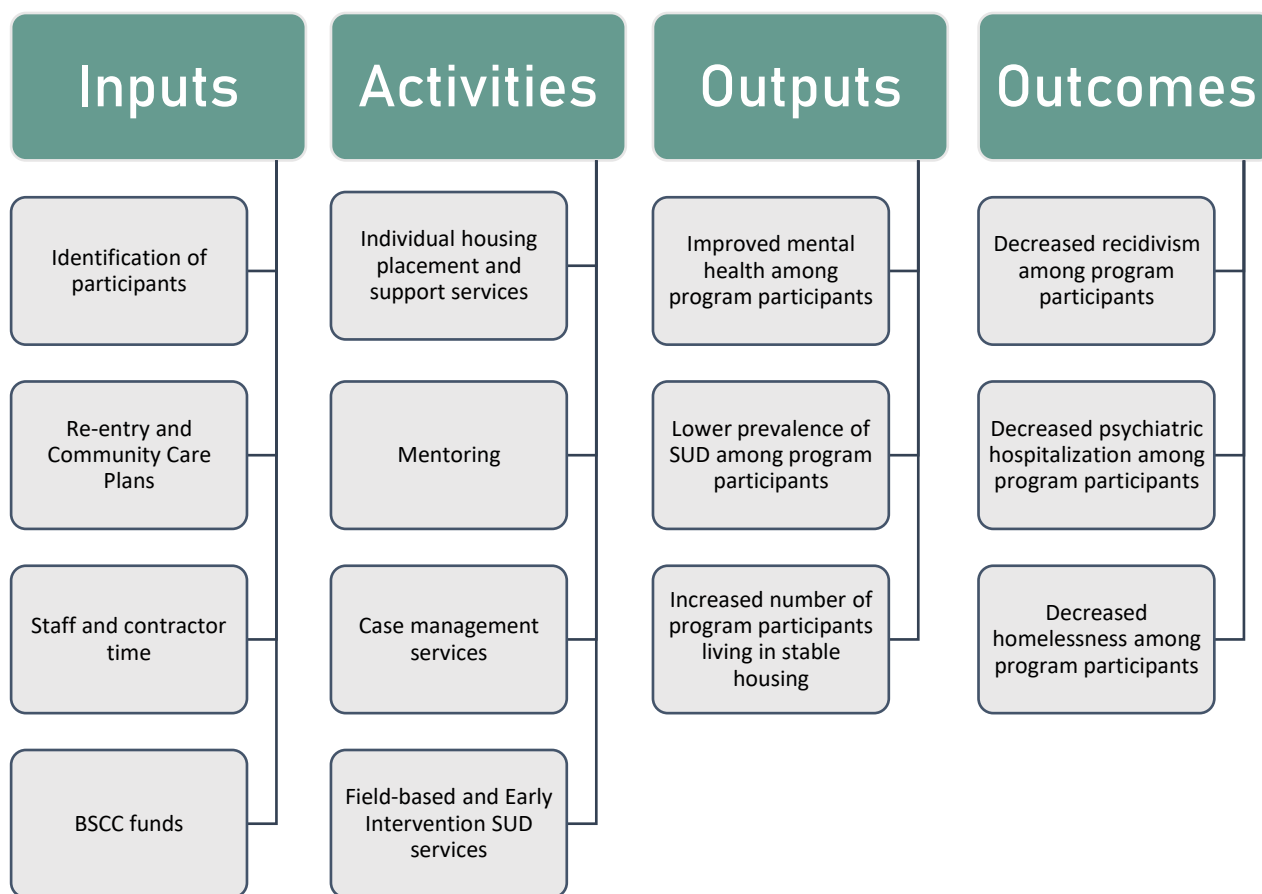 Inputs
Identification of
participants
Re-entry and
Community Care
Plans
Staff and contractor
time
BSCC funds
Activities
Individual housing
placement and
support services
Mentoring
Case management
services
Field-based and Early
Intervention SUD
services
Outputs
Improved mental
health among
program participants
Lower prevalence of
SUD among program
participants
Increased number of
program participants
living in stable
housing
Outcomes
Decreased recidivism
among program
participants
Decreased psychiatric
hospitalization among
program participants
Decreased
homelessness among
program participants